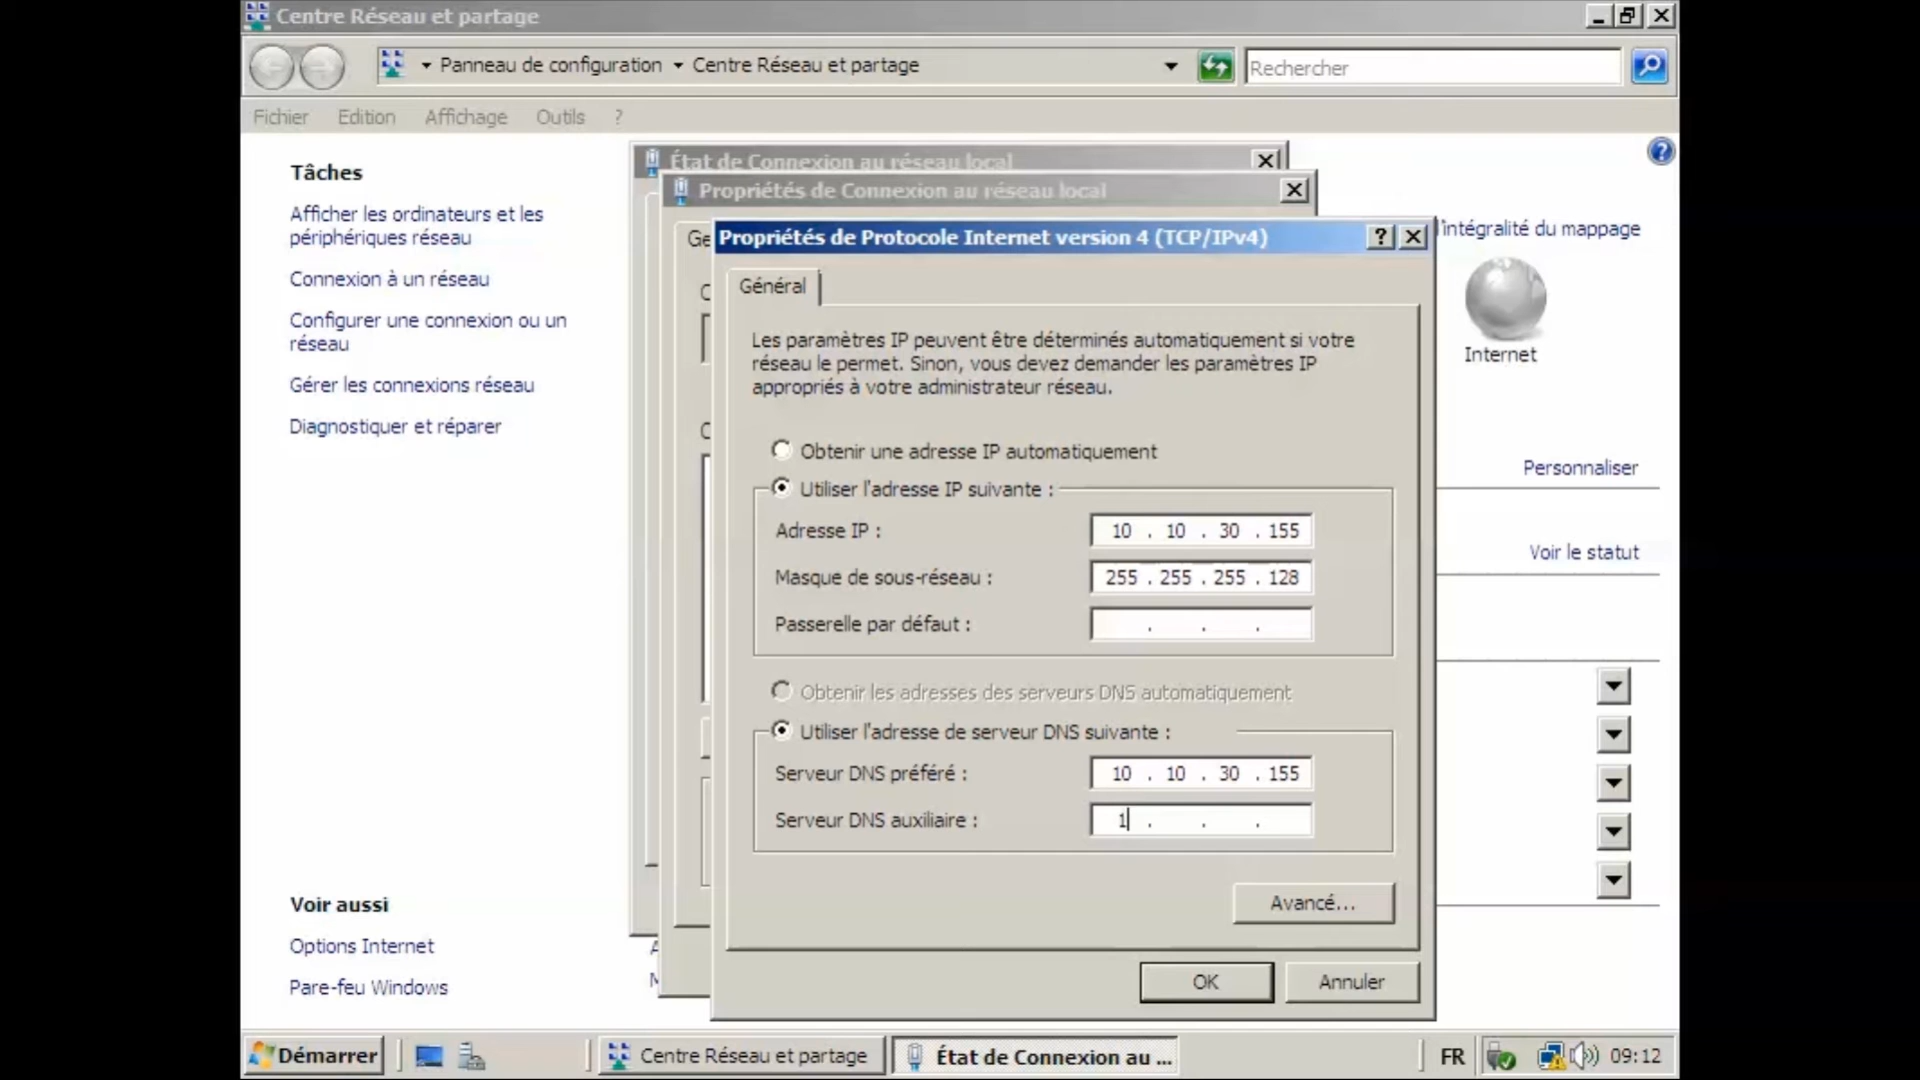 Centre Réseau et partage
Panneau de configuration
Centre Réseau et partage
Rechercher
Fichier
Edition
Affichage
Outils
?
Tâches
Afficher les ordinateurs et les
périphériques réseau
Connexion à un réseau
Configurer une connexion ou un
réseau
Gérer les connexions réseau
Diagnostiquer et réparer
Voir aussi
Options Internet
Pare-feu Windows
État de Connexion au réseau local
Propriétés de Connexion au réseau local
Propriétés de Protocole Internet version 4 (TCP/IPv4)
?
Général
Les paramètres IP peuvent être déterminés automatiquement si votre
réseau le permet. Sinon, vous devez demander les paramètres IP
appropriés à votre administrateur réseau.
Obtenir une adresse IP automatiquement
Utiliser l'adresse IP suivante :
Adresse IP :
10 . 10 . 30 . 155
Masque de sous-réseau :
255 . 255 . 255 . 128
Passerelle par défaut :
. . .
Obtenir les adresses des serveurs DNS automatiquement
Utiliser l'adresse de serveur DNS suivante :
Serveur DNS préféré :
10 . 10 . 30 . 155
Serveur DNS auxiliaire :
1 . . .
Avancé...
OK
Annuler
l'intégralité du mappage
Internet
Personnaliser
Voir le statut
Démarrer
Centre Réseau et partage
État de Connexion au ...
FR
09:12